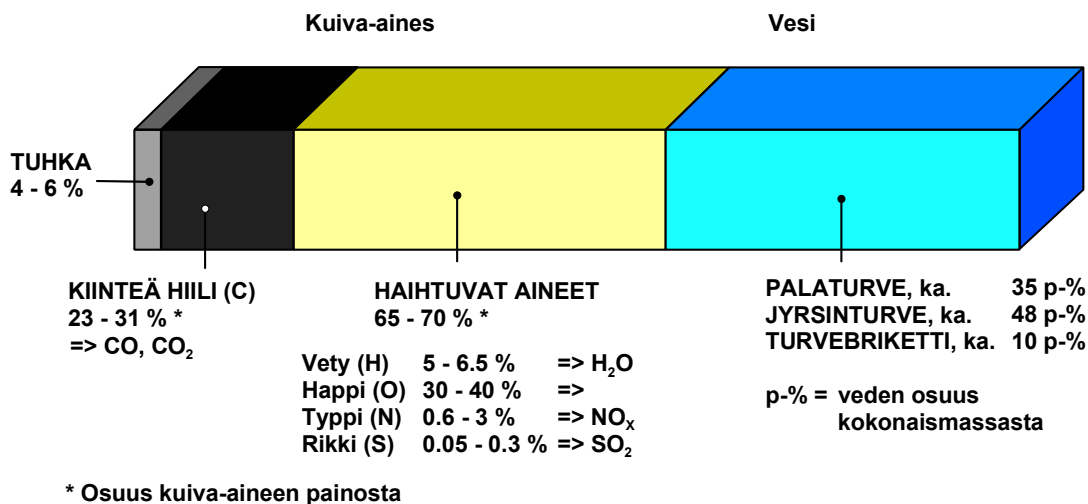 Kuiva-aines Vesi
TUHKA
4 - 6 %
KIINTEÄ HIILI (C)
23 - 31 % *
=> CO, CO₂
HAIHTUVAT AINEET
65 - 70 % *
Vety (H) 5 - 6.5 % => H₂O
Happi (O) 30 - 40 % =>
Typpi (N) 0.6 - 3 % => NOₓ
Rikki (S) 0.05 - 0.3 % => SO₂
PALATURVE, ka. 35 p-%
JYRSINTURVE, ka. 48 p-%
TURVEBRIKETTI, ka. 10 p-%
p-% = veden osuus
kokonaismassasta
* Osuus kuiva-aineen painosta